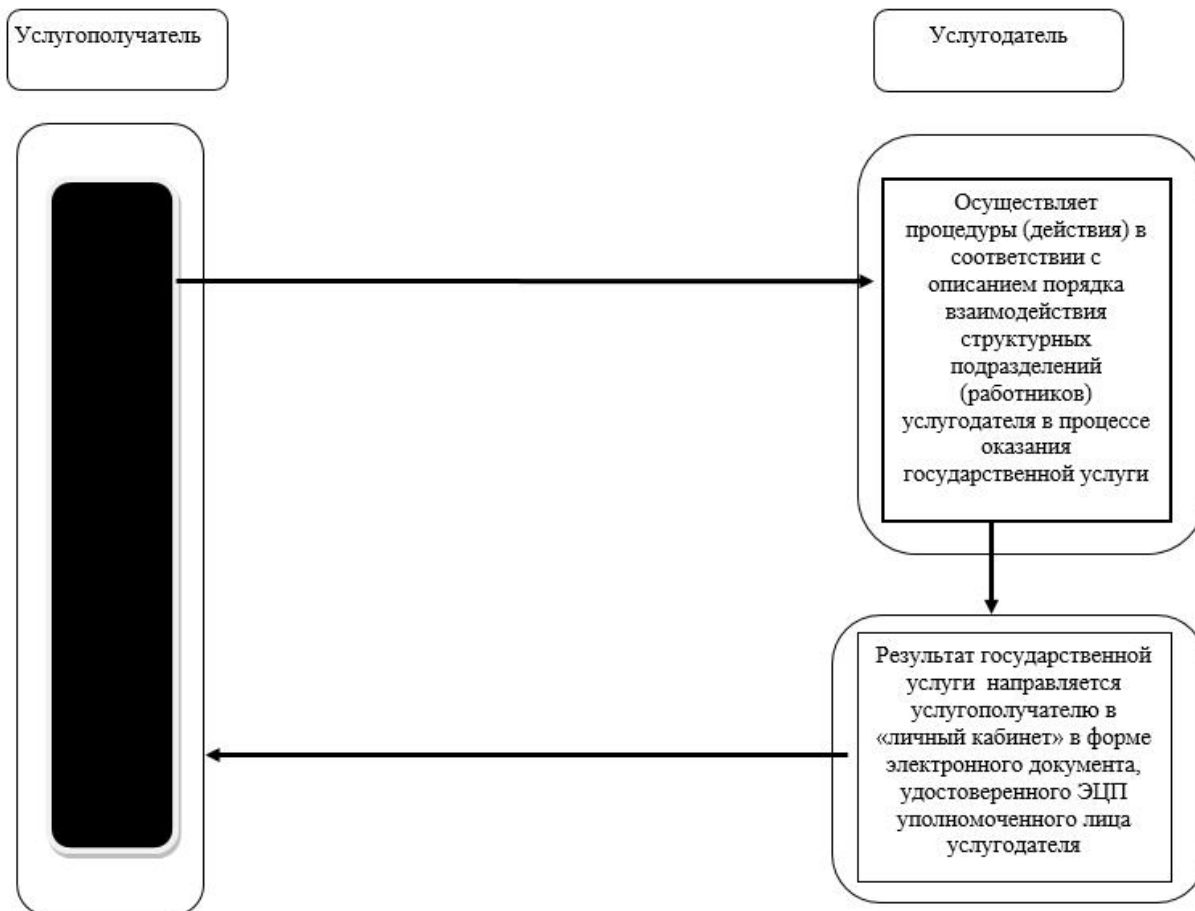 Услугополучатель
Услугодатель
Осуществляет
процедуры (действия) в
соответствии с
описанием порядка
взаимодействия
структурных
подразделений
(работников)
услугодателя в процессе
оказания
государственной услуги
Результат государственной
услуги направляется
услугополучателю в
«личный кабинет» в форме
электронного документа,
удостоверенного ЭЦП
уполномоченного лица
услугодателя